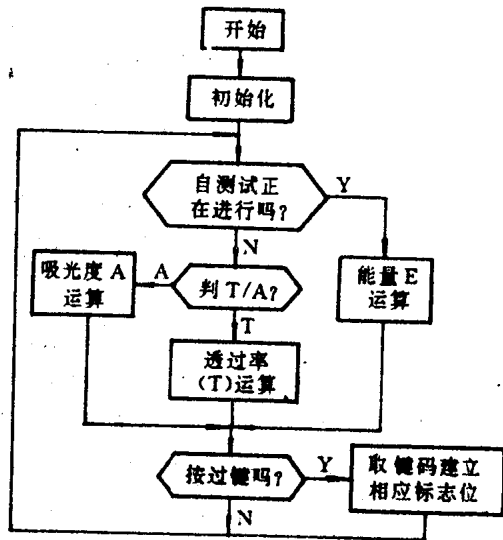 开始
初始化
自测试正
在进行吗?
Y
N
吸光度 A
运算
A
判 T/A?
能量 E
运算
T
透过率
(T)运算
按过键吗?
Y
取键码建立
相应标志位
N